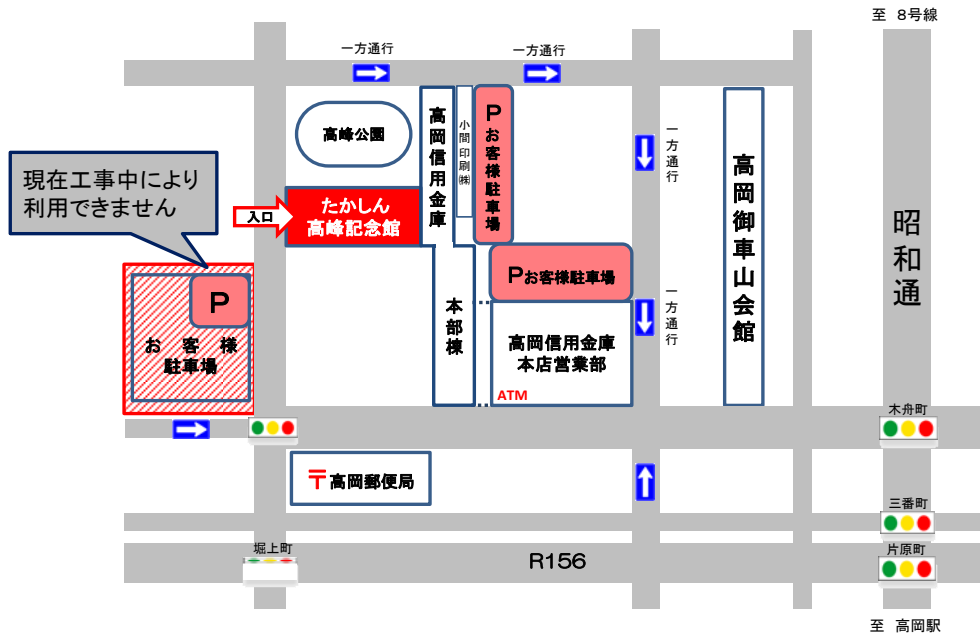 至 8号線
一方通行
一方通行
高峰公園
高岡信用金庫
小間印刷㈱
P
お客様駐車場
一方通行
高岡御車山会館
昭和通
現在工事中により
利用できません
入口
たかしん
高峰記念館
Pお客様駐車場
P
お客様
駐車場
本部棟
高岡信用金庫
本店営業部
ATM
一方通行
木舟町
〒高岡郵便局
三番町
堀上町
R156
片原町
至 高岡駅